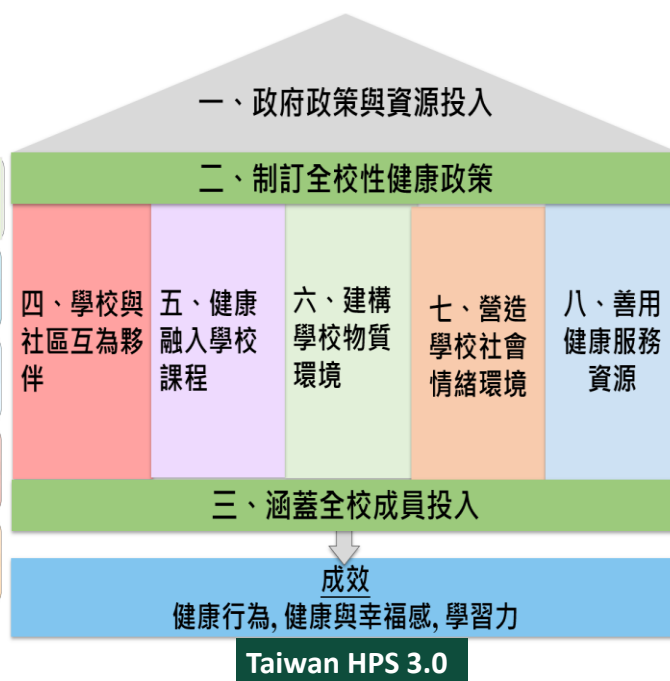 一、政府政策與資源投入
二、制訂全校性健康政策
四、學校與
社區互為夥
伴
五、健康
融入學校
課程
六、建構
學校物質
環境
七、營造
學校社會
情緒環境
八、善用
健康服務
資源
三、涵蓋全校成員投入
成效
健康行為, 健康與幸福感, 學習力
Taiwan HPS 3.0